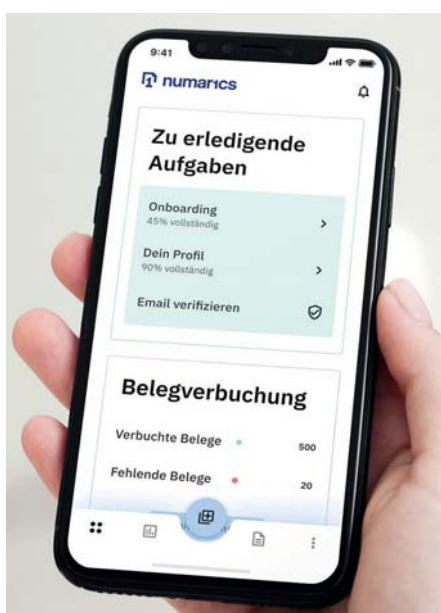 9:41
numarics
Zu erledigende
Aufgaben
Onboarding
45% vollständig
Dein Profil
90% vollständig
Email verifizieren
Belegverbuchung
Verbuchte Belege 500
Fehlende Belege 20